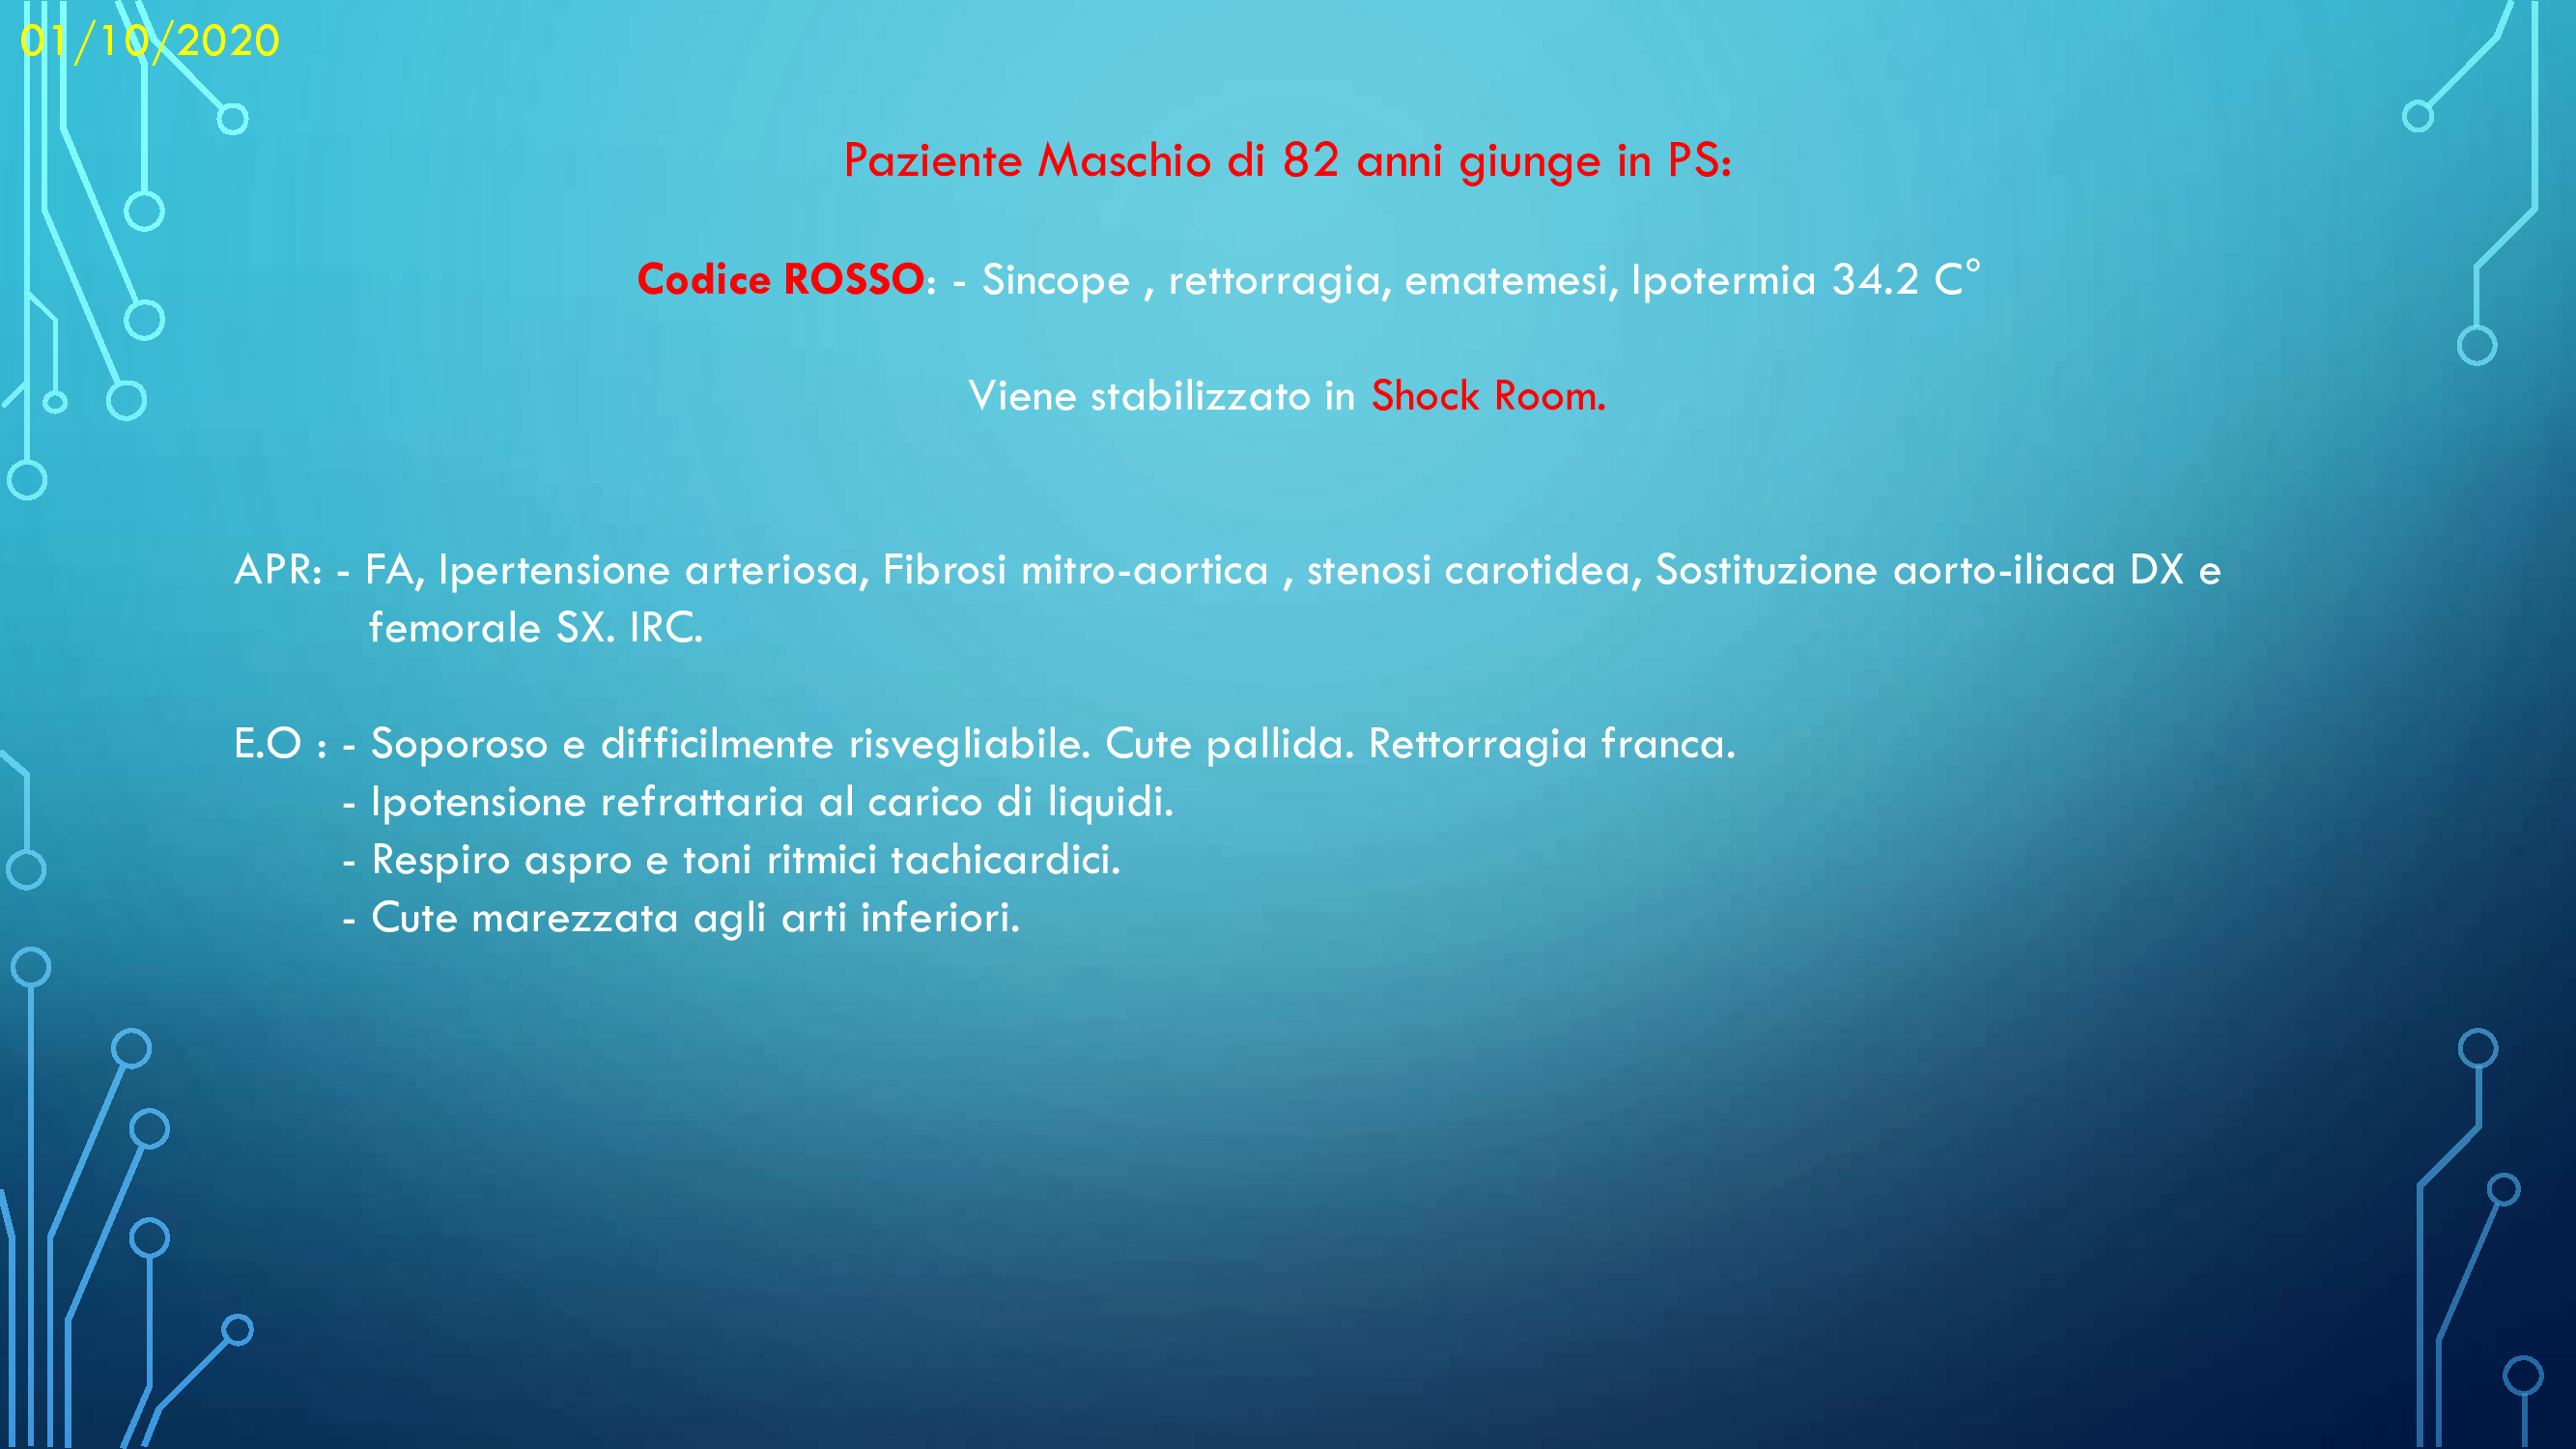 01/10/2020
Paziente Maschio di 82 anni giunge in PS:
Codice ROSSO: - Sincope , rettorragia, ematemesi, Ipotermia 34.2 C°
Viene stabilizzato in Shock Room.
APR: - FA, Ipertensione arteriosa, Fibrosi mitro-aortica , stenosi carotidea, Sostituzione aorto-iliaca DX e
femorale SX. IRC.
E.O : - Soporoso e difficilmente risvegliabile. Cute pallida. Rettorragia franca.
- Ipotensione refrattaria al carico di liquidi.
- Respiro aspro e toni ritmici tachicardici.
- Cute marezzata agli arti inferiori.